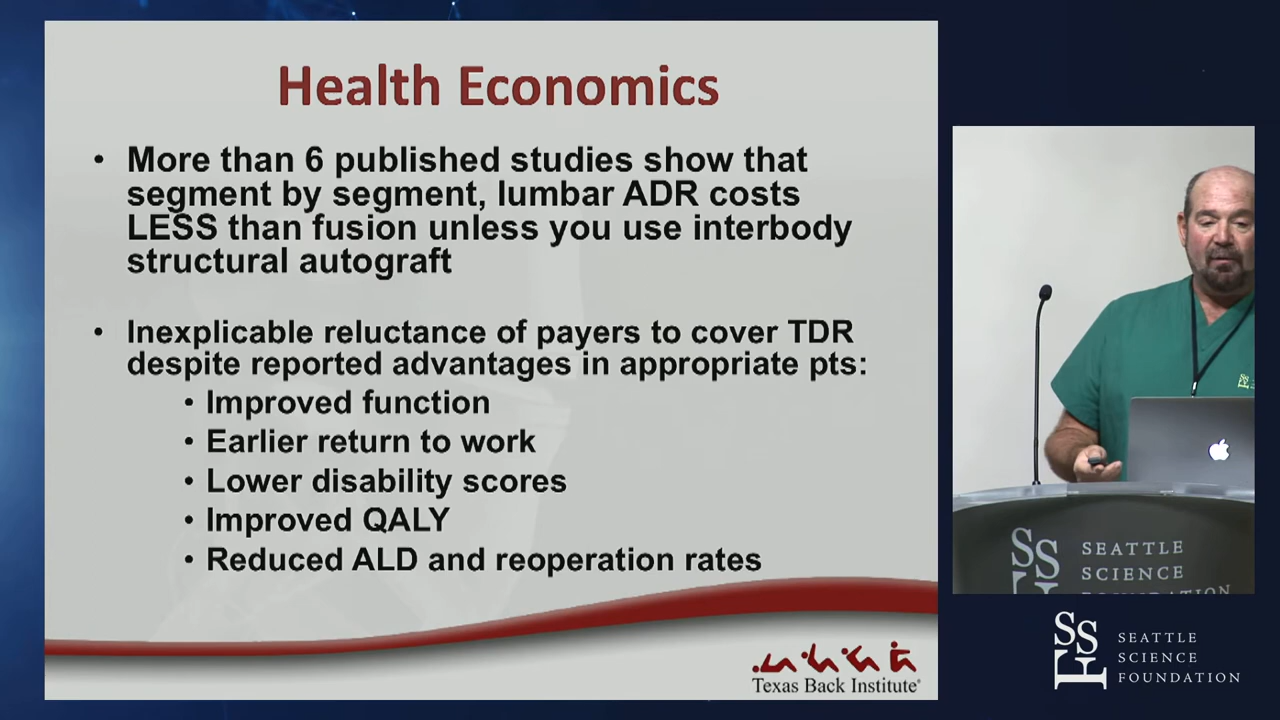 Health Economics
• More than 6 published studies show that
segment by segment, lumbar ADR costs
LESS than fusion unless you use interbody
structural autograft
• Inexplicable reluctance of payers to cover TDR
despite reported advantages in appropriate pts:
• Improved function
• Earlier return to work
• Lower disability scores
• Improved QALY
• Reduced ALD and reoperation rates
Texas Back Institute®
SSF
SEATTLE
SCIENCE
FOUNDATION
SSF
SEATTLE
SCIENCE
FOUNDATION